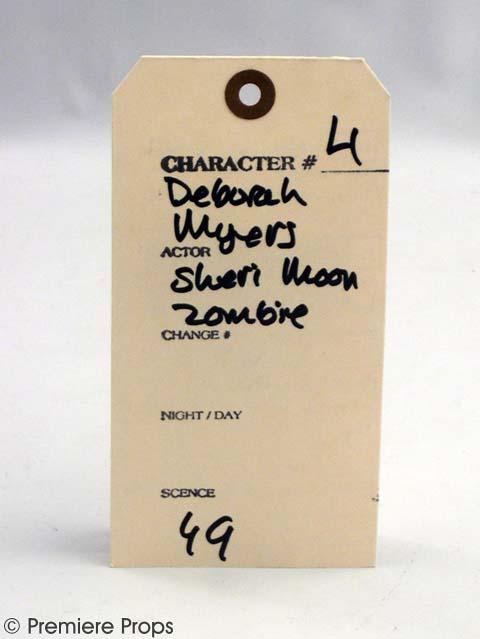 CHARACTER # 4
Deborah
Myers
ACTOR
Sheri Moon
Zombie
CHANGE #
NIGHT / DAY
SCENCE
49
© Premiere Props